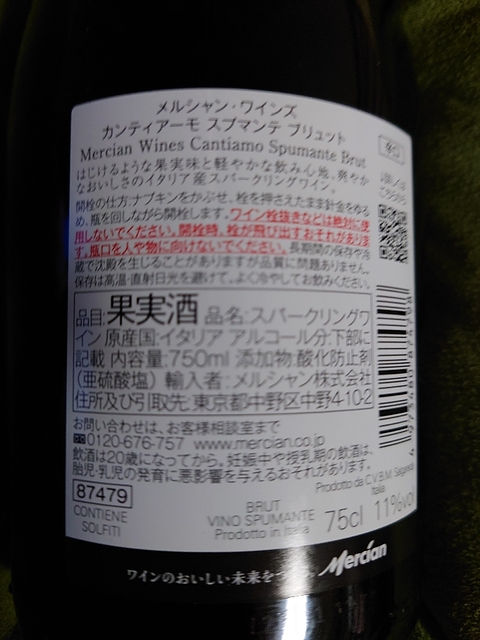 メルシャン・ワインズ
カンティアーモ スプマンテ ブリュット
Mercian Wines Cantiamo Spumante Brut
はじけるような果実味と軽やかな飲み心地。爽やか
なおいしさのイタリア産スパークリングワイン。
開栓の仕方:ナプキンをかぶせ、栓を押さえたまま針金をゆる
め、瓶を回しながら開栓します。ワイン栓抜きなどは絶対に使
用しないでください。開栓時、栓が飛び出すおそれがありま
す。瓶口を人や物に向けないでください。長期間の保存や冷
蔵で沈殿を生じることがありますが品質に問題ありません。
保存は高温・直射日光を避けて、よく冷やしてお飲みください。
品目:果実酒 品名:スパークリングワ
イン 原産国:イタリア アルコール分:下部に
記載 内容量:750ml 添加物:酸化防止剤
(亜硫酸塩) 輸入者:メルシャン株式会社
住所及び引取先:東京都中野区中野4-10-2
お問い合わせは、お客様相談室まで
0120-676-757 www.mercian.co.jp
飲酒は20歳になってから。妊娠中や授乳期の飲酒は、
胎児・乳児の発育に悪影響を与えるおそれがあります。
87479
CONTIENE
SOLFITI
BRUT
VINO SPUMANTE
Prodotto in Italia
75cl 11%vol
Prodotto da C.V.B.M.
Italia
こちらから
Mercian
ワインのおいしい未来をつ